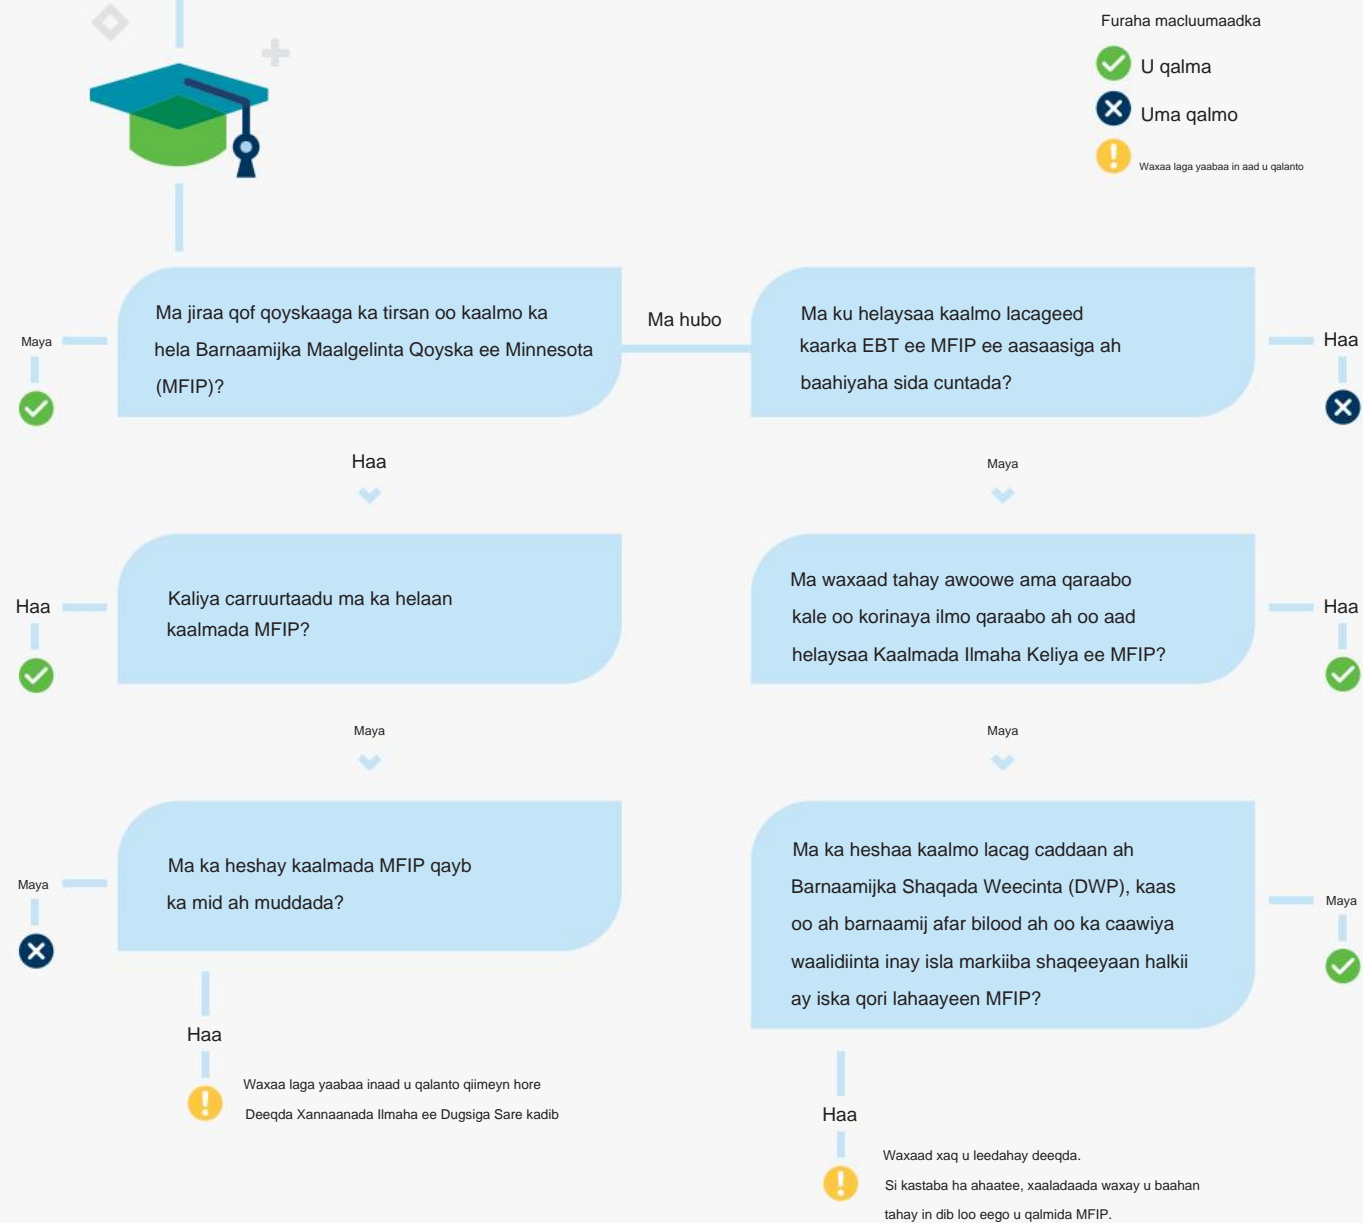 Furaha macluumaadka
U qalma
Uma qalmo
Waxaa laga yaabaa in aad u qalanto
Ma jiraa qof qoyskaaga ka tirsan oo kaalmo ka
hela Barnaamijka Maalgelinta Qoyska ee Minnesota
(MFIP)?
Maya
Ma hubo
Ma ku helaysaa kaalmo lacageed
kaarka EBT ee MFIP ee aasaasiga ah
baahiyaha sida cuntada?
Haa
Haa
Maya
Haa
Kaliya carruurtaadu ma ka helaan
kaalmada MFIP?
Ma waxaad tahay awoowe ama qaraabo
kale oo korinaya ilmo qaraabo ah oo aad
helaysaa Kaalmada Ilmaha Keliya ee MFIP?
Haa
Maya
Maya
Maya
Ma ka heshay kaalmada MFIP qayb
ka mid ah muddada?
Ma ka heshaa kaalmo lacag caddaan ah
Barnaamijka Shaqada Weecinta (DWP), kaas
oo ah barnaamij afar bilood ah oo ka caawiya
waalidiinta inay isla markiiba shaqeeyaan halkii
ay iska qori lahaayeen MFIP?
Maya
Haa
Waxaa laga yaabaa inaad u qalanto qiimeyn hore
Deeqda Xannaanada Ilmaha ee Dugsiga Sare kadib
Haa
Waxaad xaq u leedahay deeqda.
Si kastaba ha ahaatee, xaaladaada waxay u baahan
tahay in dib loo eego u qalmida MFIP.